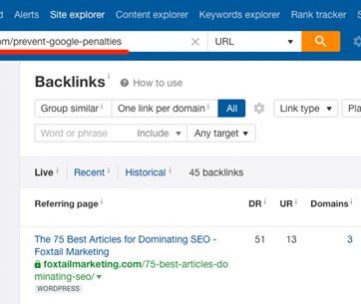 Alerts Site explorer Content explorer Keywords explorer Rank tracker
om/prevent-google-penalties × URL
Backlinks i How to use
Group similar i One link per domain i All Link type
Word or phrase Include Any target
Live i Recent i Historical i 45 backlinks
Referring page i DR i UR i Domains i
The 75 Best Articles for Dominating SEO - 51 13 3
Foxtail Marketing
foxtailmarketing.com/75-best-articles-do
minating-seo/
WORDPRESS